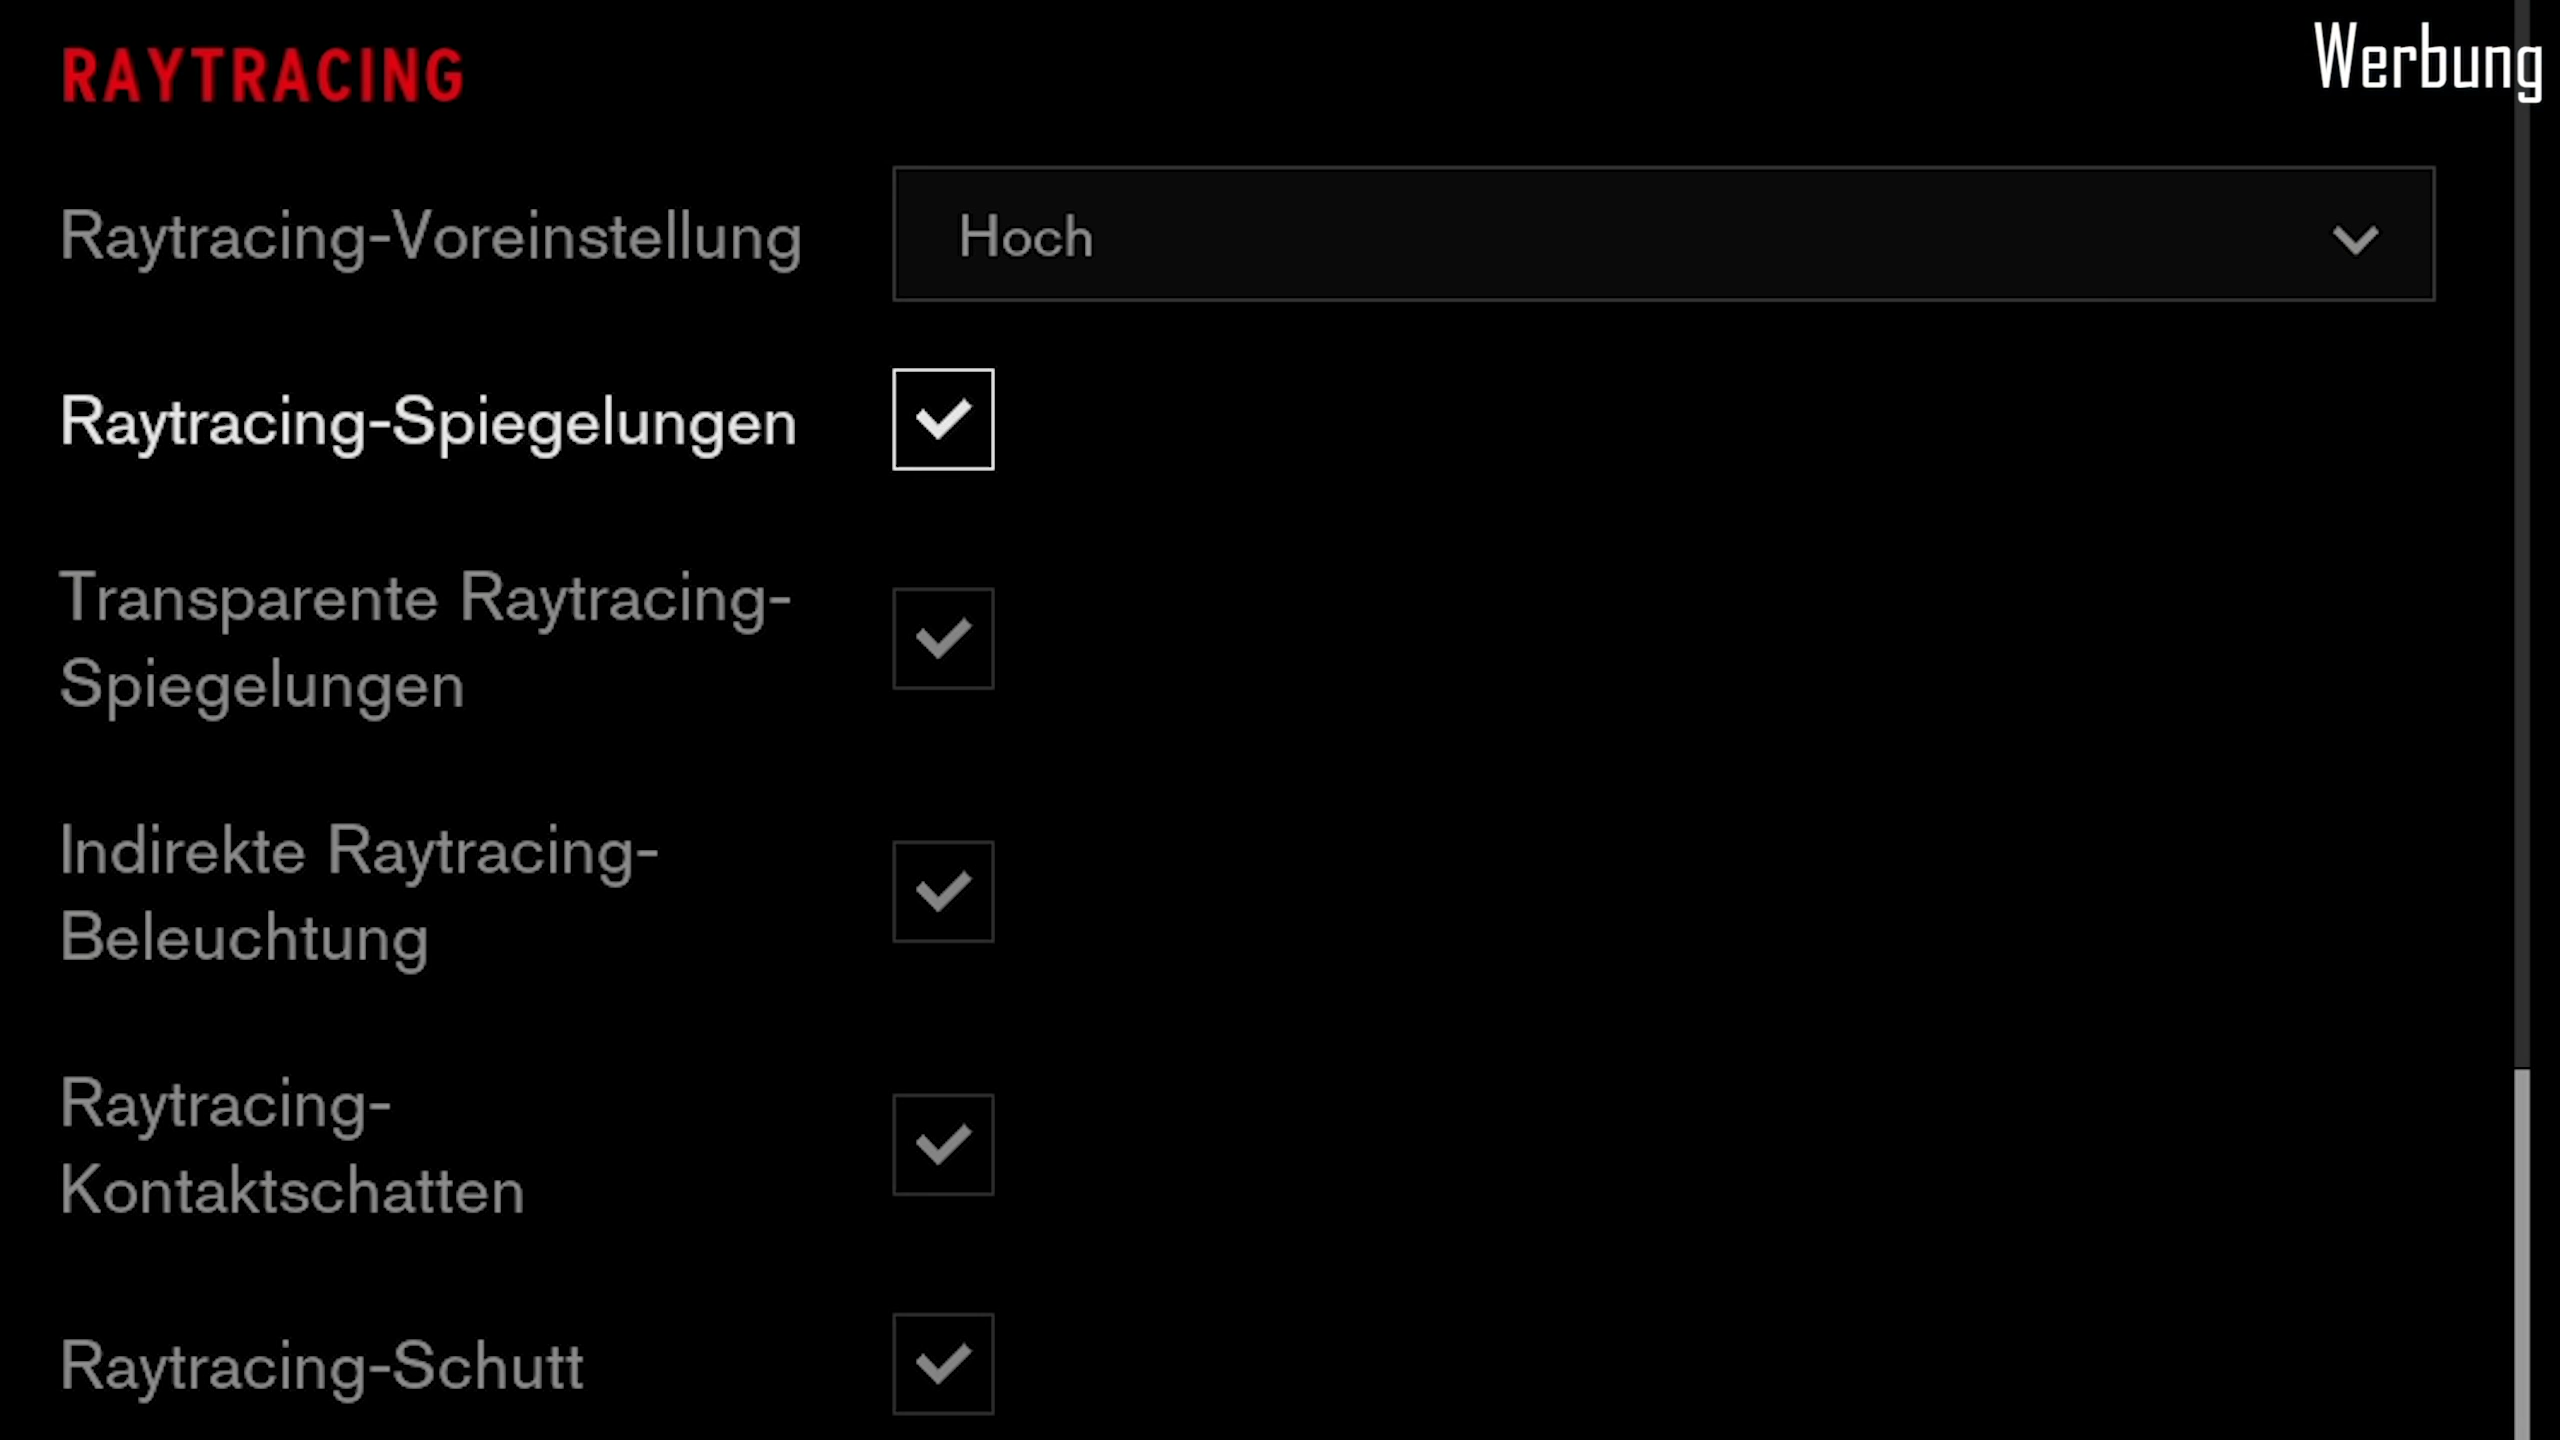 RAYTRACING
Werbung
Raytracing-Voreinstellung
Hoch
Raytracing-Spiegelungen
Transparente Raytracing-
Spiegelungen
Indirekte Raytracing-
Beleuchtung
Raytracing-
Kontaktschatten
Raytracing-Schutt